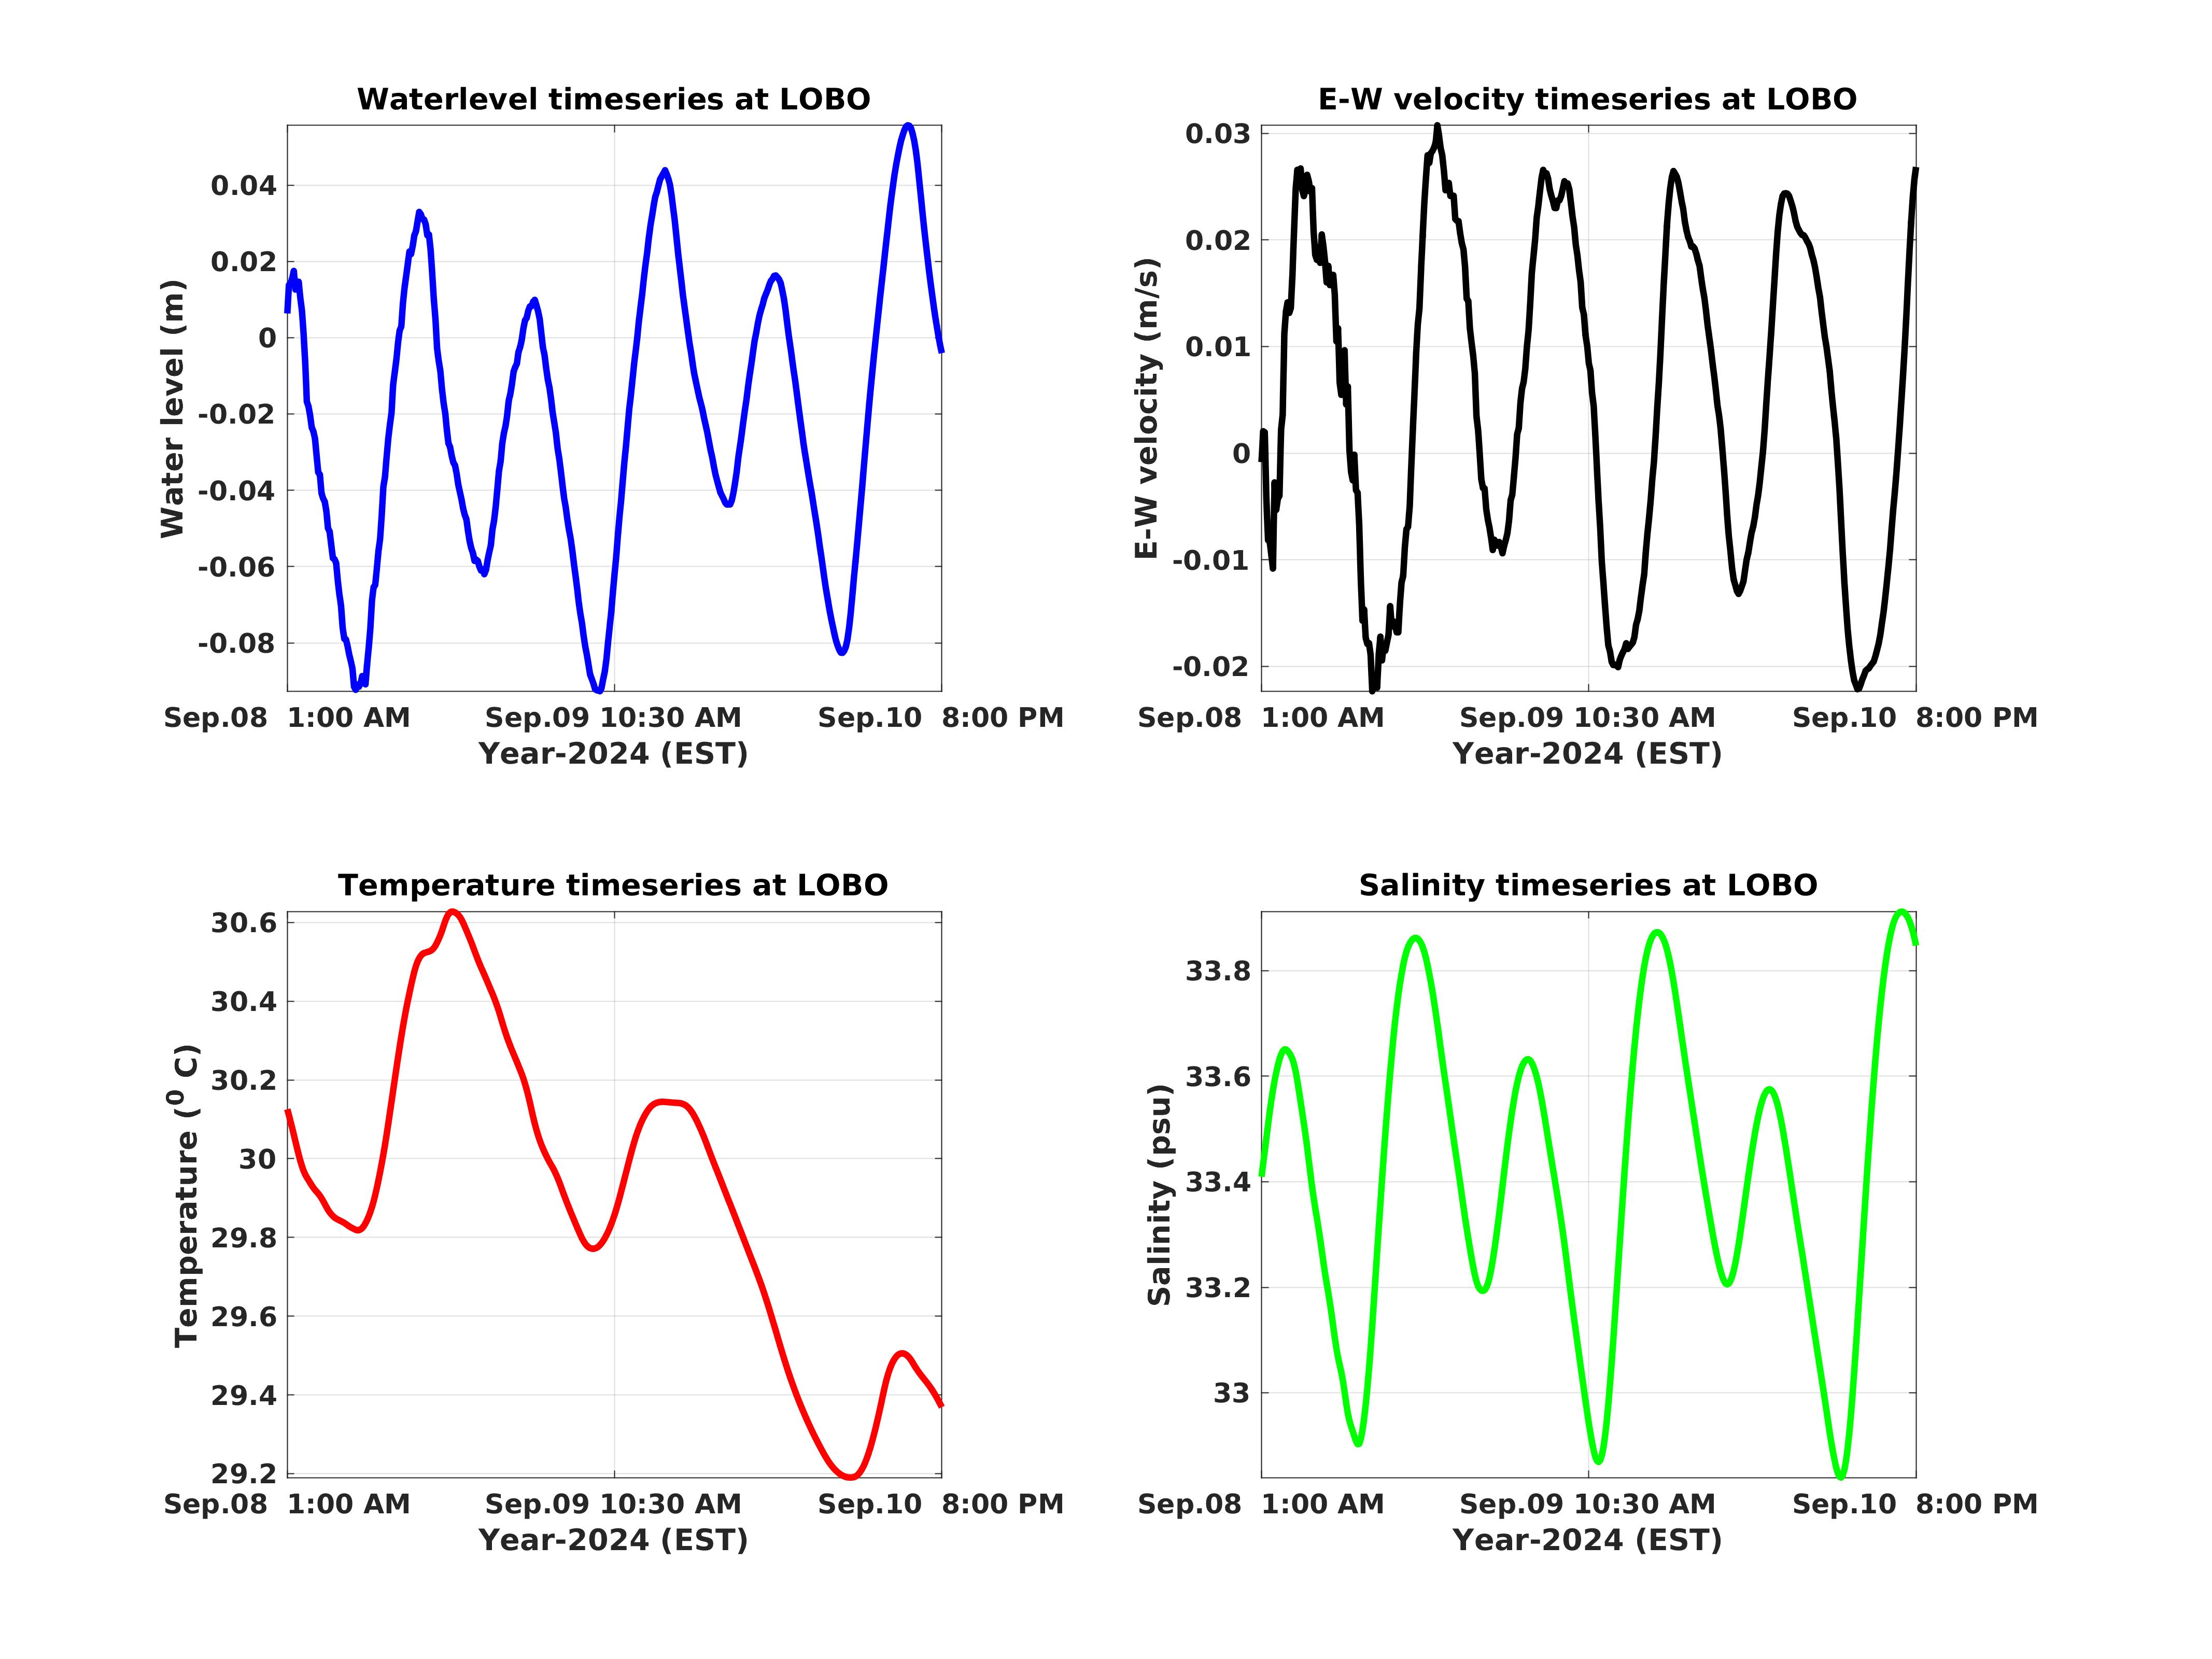 Waterlevel timeseries at LOBO
0.04
0.02
0
-0.02
-0.04
-0.06
-0.08
Water level (m)
Sep.08 1:00 AM Sep.09 10:30 AM Sep.10 8:00 PM
Year-2024 (EST)
E-W velocity timeseries at LOBO
0.03
0.02
0.01
0
-0.01
-0.02
E-W velocity (m/s)
Sep.08 1:00 AM Sep.09 10:30 AM Sep.10 8:00 PM
Year-2024 (EST)
Temperature timeseries at LOBO
30.6
30.4
30.2
30
29.8
29.6
29.4
29.2
Temperature (⁰ C)
Sep.08 1:00 AM Sep.09 10:30 AM Sep.10 8:00 PM
Year-2024 (EST)
Salinity timeseries at LOBO
33.8
33.6
33.4
33.2
33
Salinity (psu)
Sep.08 1:00 AM Sep.09 10:30 AM Sep.10 8:00 PM
Year-2024 (EST)